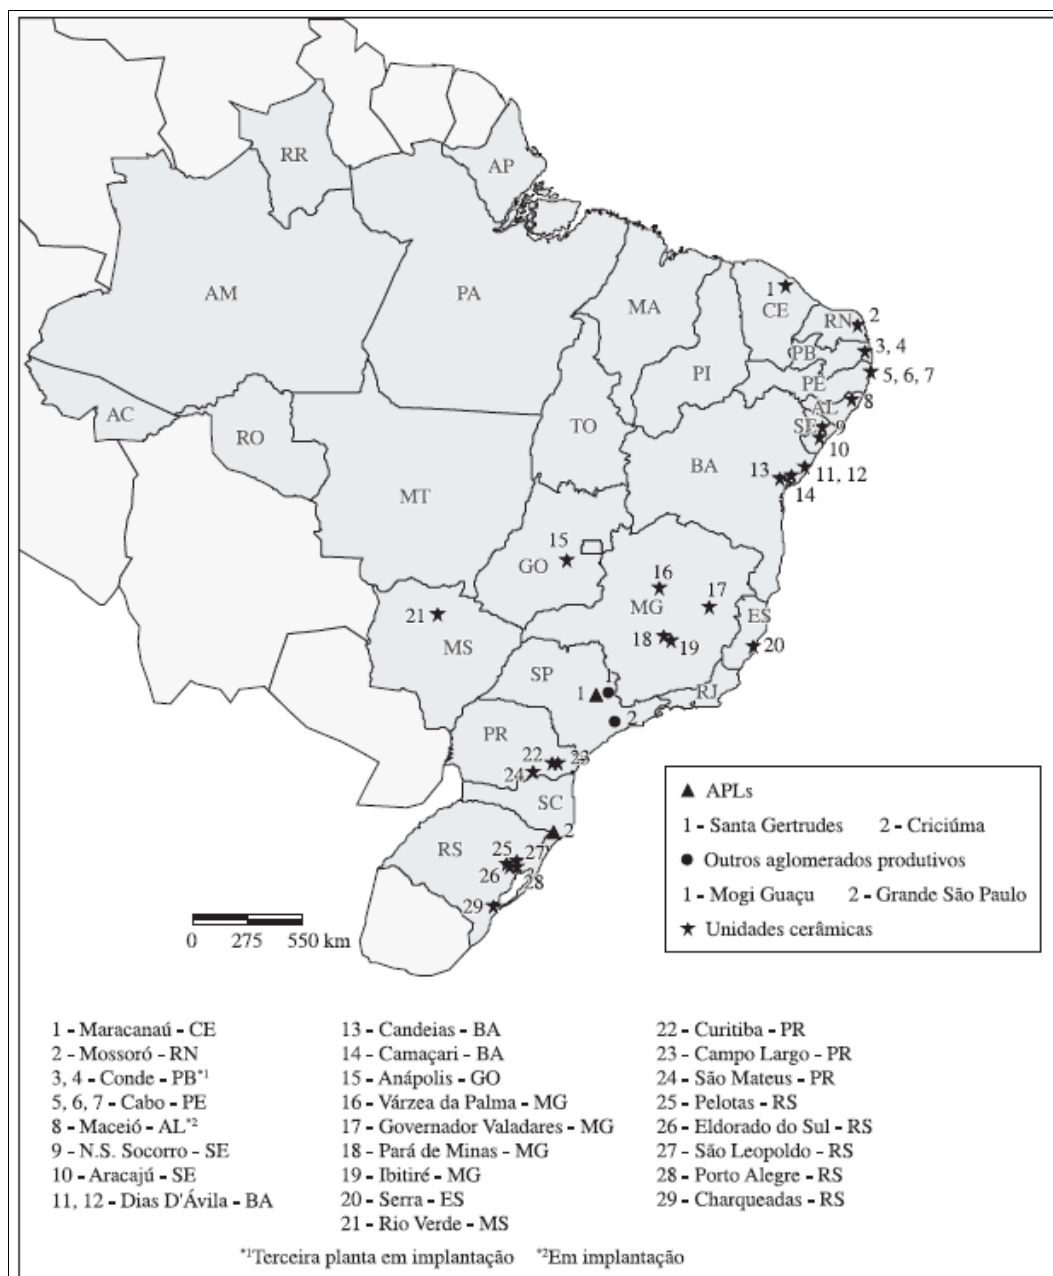 RR
AP
AM
PA
MA
1
CE
RN
2
PB
3, 4
PI
PE
5, 6, 7
AC
RO
TO
AL
8
SE
9
10
MT
BA
13
11, 12
14
GO
15
16
MG
17
ES
21
MS
18
19
20
SP
1
1
RJ
2
PR
22
23
24
SC
2
RS
25
27
26
28
29
0 275 550 km
▲ APLs
1 - Santa Gertrudes 2 - Criciúma
● Outros aglomerados produtivos
1 - Mogi Guaçu 2 - Grande São Paulo
★ Unidades cerâmicas
1 - Maracanaú - CE
2 - Mossoró - RN
3, 4 - Conde - PB*1
5, 6, 7 - Cabo - PE
8 - Maceió - AL*2
9 - N.S. Socorro - SE
10 - Aracajú - SE
11, 12 - Dias D'Ávila - BA
13 - Candeias - BA
14 - Camaçari - BA
15 - Anápolis - GO
16 - Várzea da Palma - MG
17 - Governador Valadares - MG
18 - Pará de Minas - MG
19 - Ibitiré - MG
20 - Serra - ES
21 - Rio Verde - MS
22 - Curitiba - PR
23 - Campo Largo - PR
24 - São Mateus - PR
25 - Pelotas - RS
26 - Eldorado do Sul - RS
27 - São Leopoldo - RS
28 - Porto Alegre - RS
29 - Charqueadas - RS
*1Terceira planta em implantação *2Em implantação